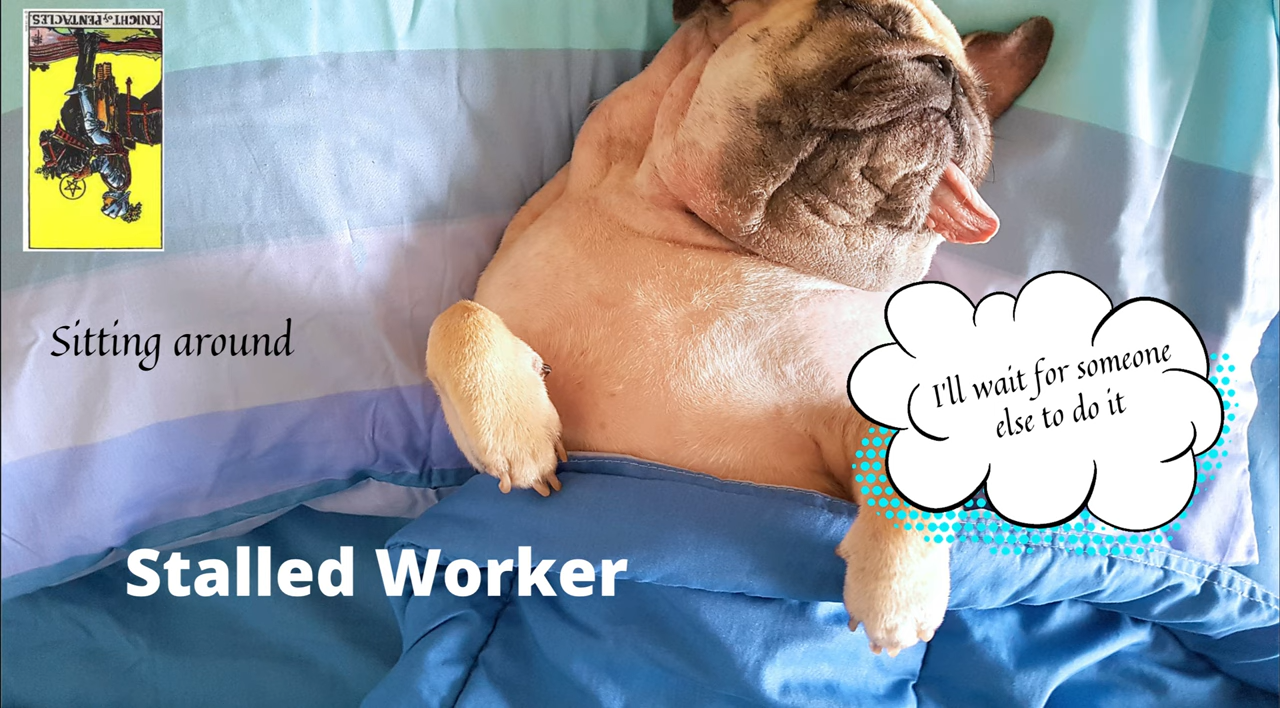 KNIGHT of PENTACLES.
Sitting around
I'll wait for someone
else to do it
Stalled Worker